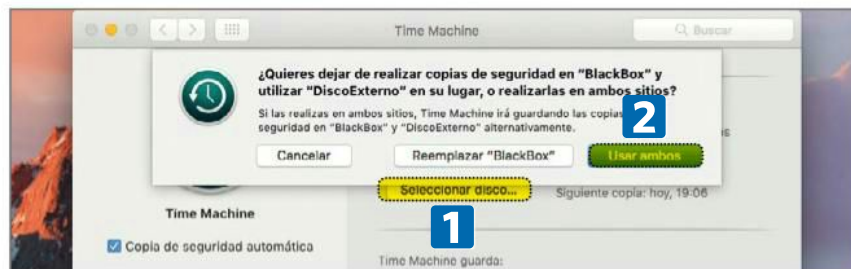 Time Machine
Buscar
¿Quieres dejar de realizar copias de seguridad en "BlackBox" y
utilizar "DiscoExterno" en su lugar, o realizarlas en ambos sitios?
Si las realizas en ambos sitios, Time Machine irá guardando las copias
seguridad en "BlackBox" y "DiscoExterno" alternativamente.
2
Cancelar
Reemplazar "BlackBox"
Usar ambos
Seleccionar disco...
Siguiente copia: hoy, 19:06
1
Time Machine
Copia de seguridad automática
Time Machine guarda: